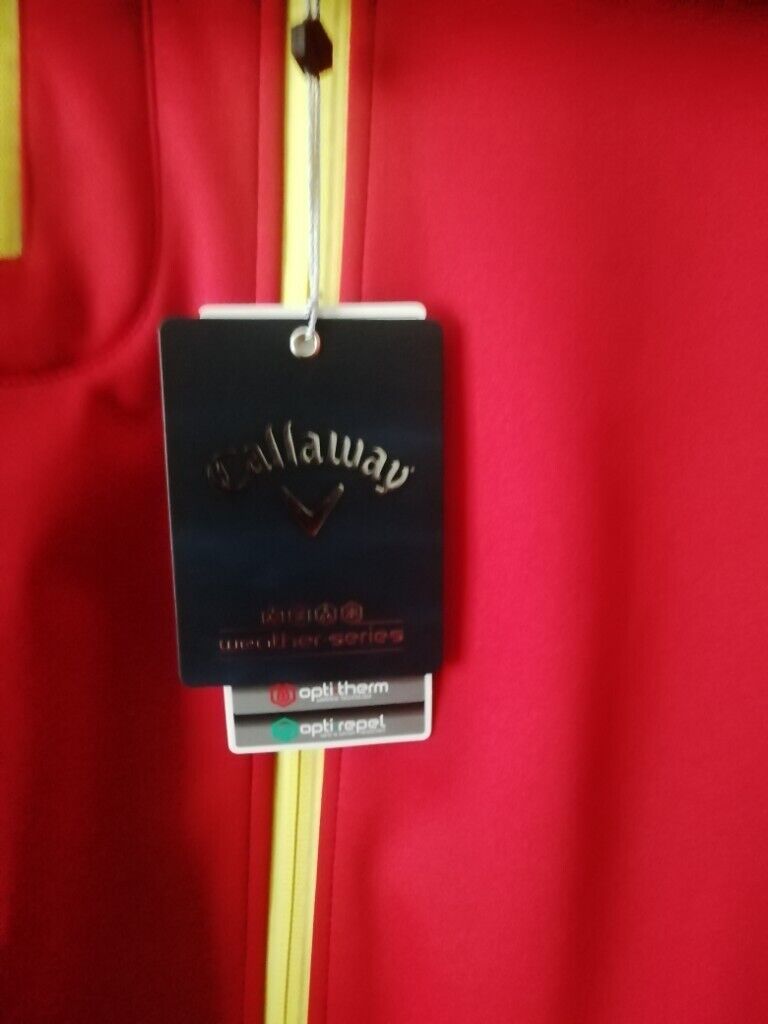 Callaway
weather-series
opti therm
opti repel